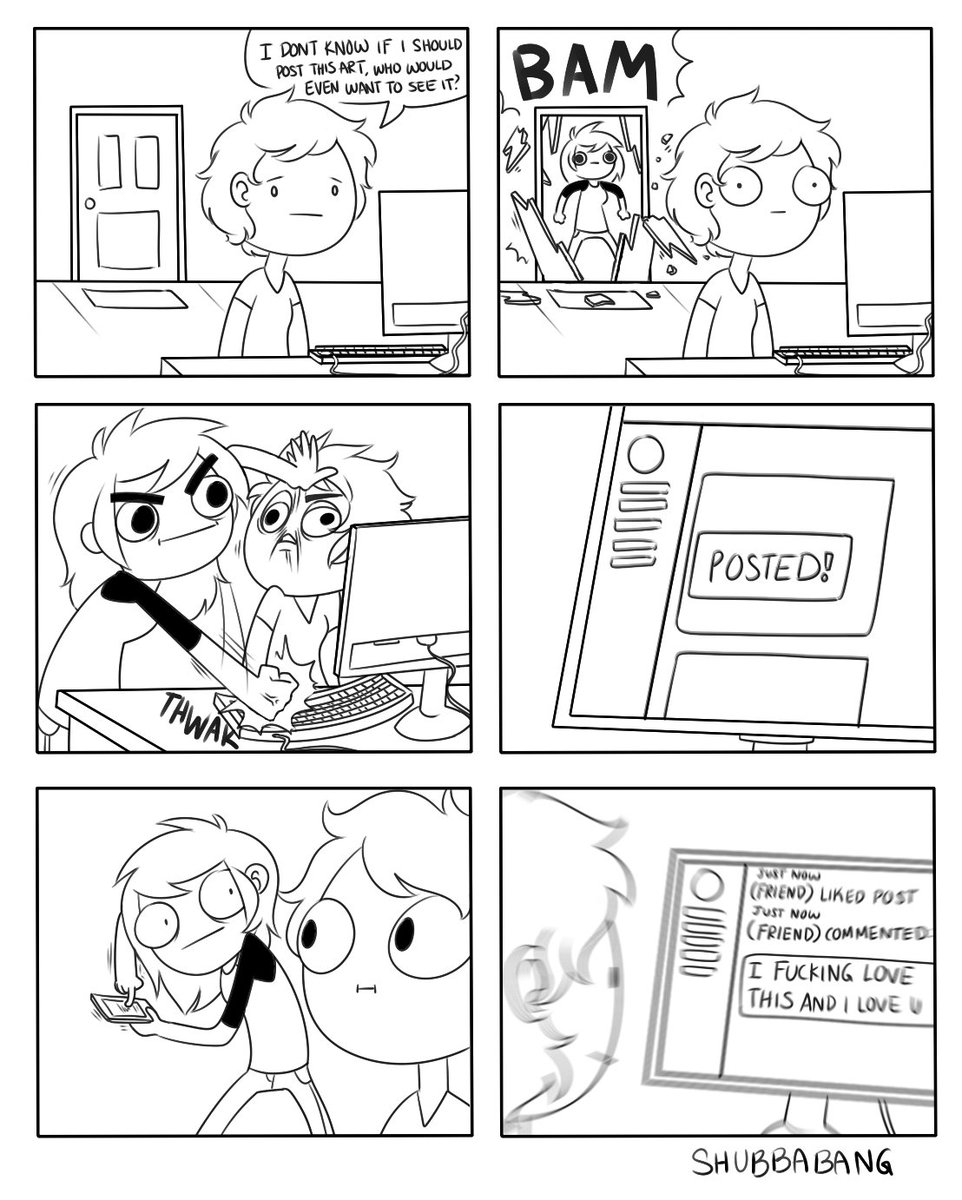 I DONT KNOW IF I SHOULD
POST THIS ART, WHO WOULD
EVEN WANT TO SEE IT?
BAM
THWAK
POSTED!
JUST NOW
(FRIEND) LIKED POST
JUST NOW
(FRIEND) COMMENTED:
I FUCKING LOVE
THIS AND I LOVE U
SHUBBABANG